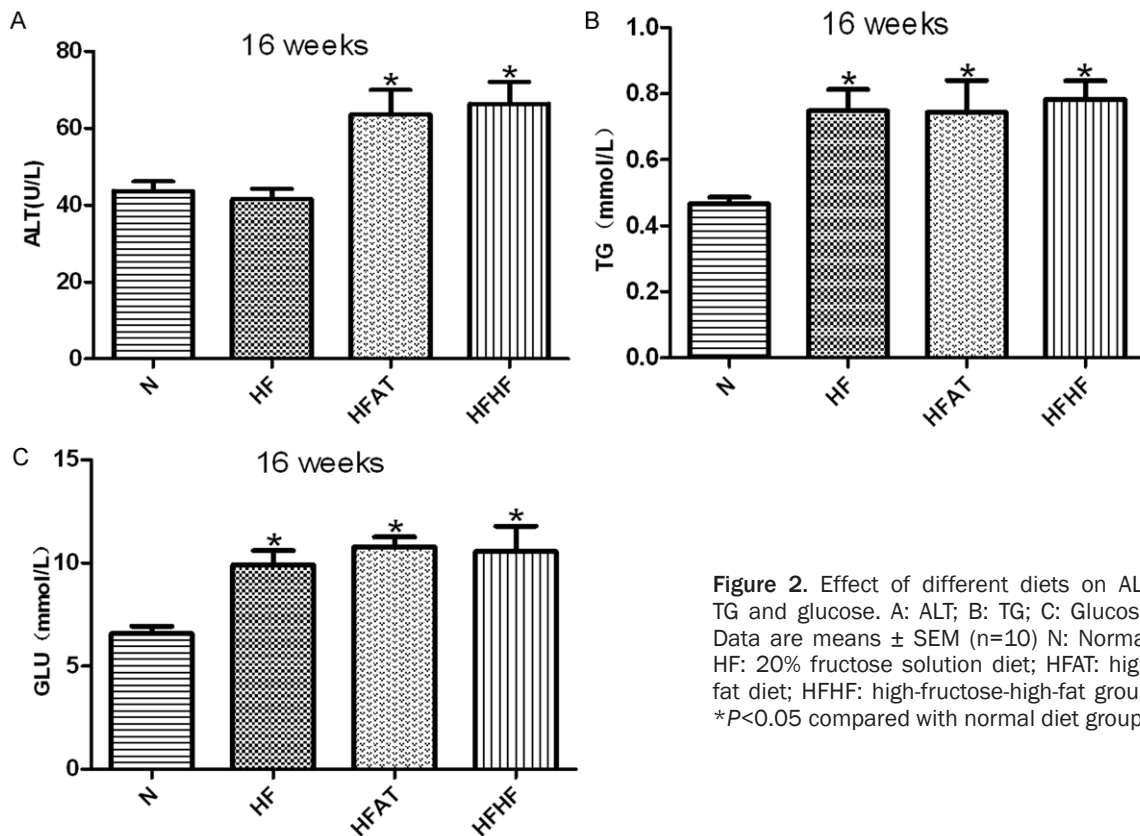 A
16 weeks
80
60
40
20
0
ALT(U/L)
*
*
N
HF
HFAT
HFHF
B
16 weeks
1.0
0.8
0.6
0.4
0.2
0.0
TG (mmol/L)
*
*
*
N
HF
HFAT
HFHF
C
16 weeks
15
10
5
0
GLU (mmol/L)
*
*
*
N
HF
HFAT
HFHF
Figure 2. Effect of different diets on AL
TG and glucose. A: ALT; B: TG; C: Glucos
Data are means ± SEM (n=10) N: Norma
HF: 20% fructose solution diet; HFAT: hig
fat diet; HFHF: high-fructose-high-fat grou
*P<0.05 compared with normal diet group